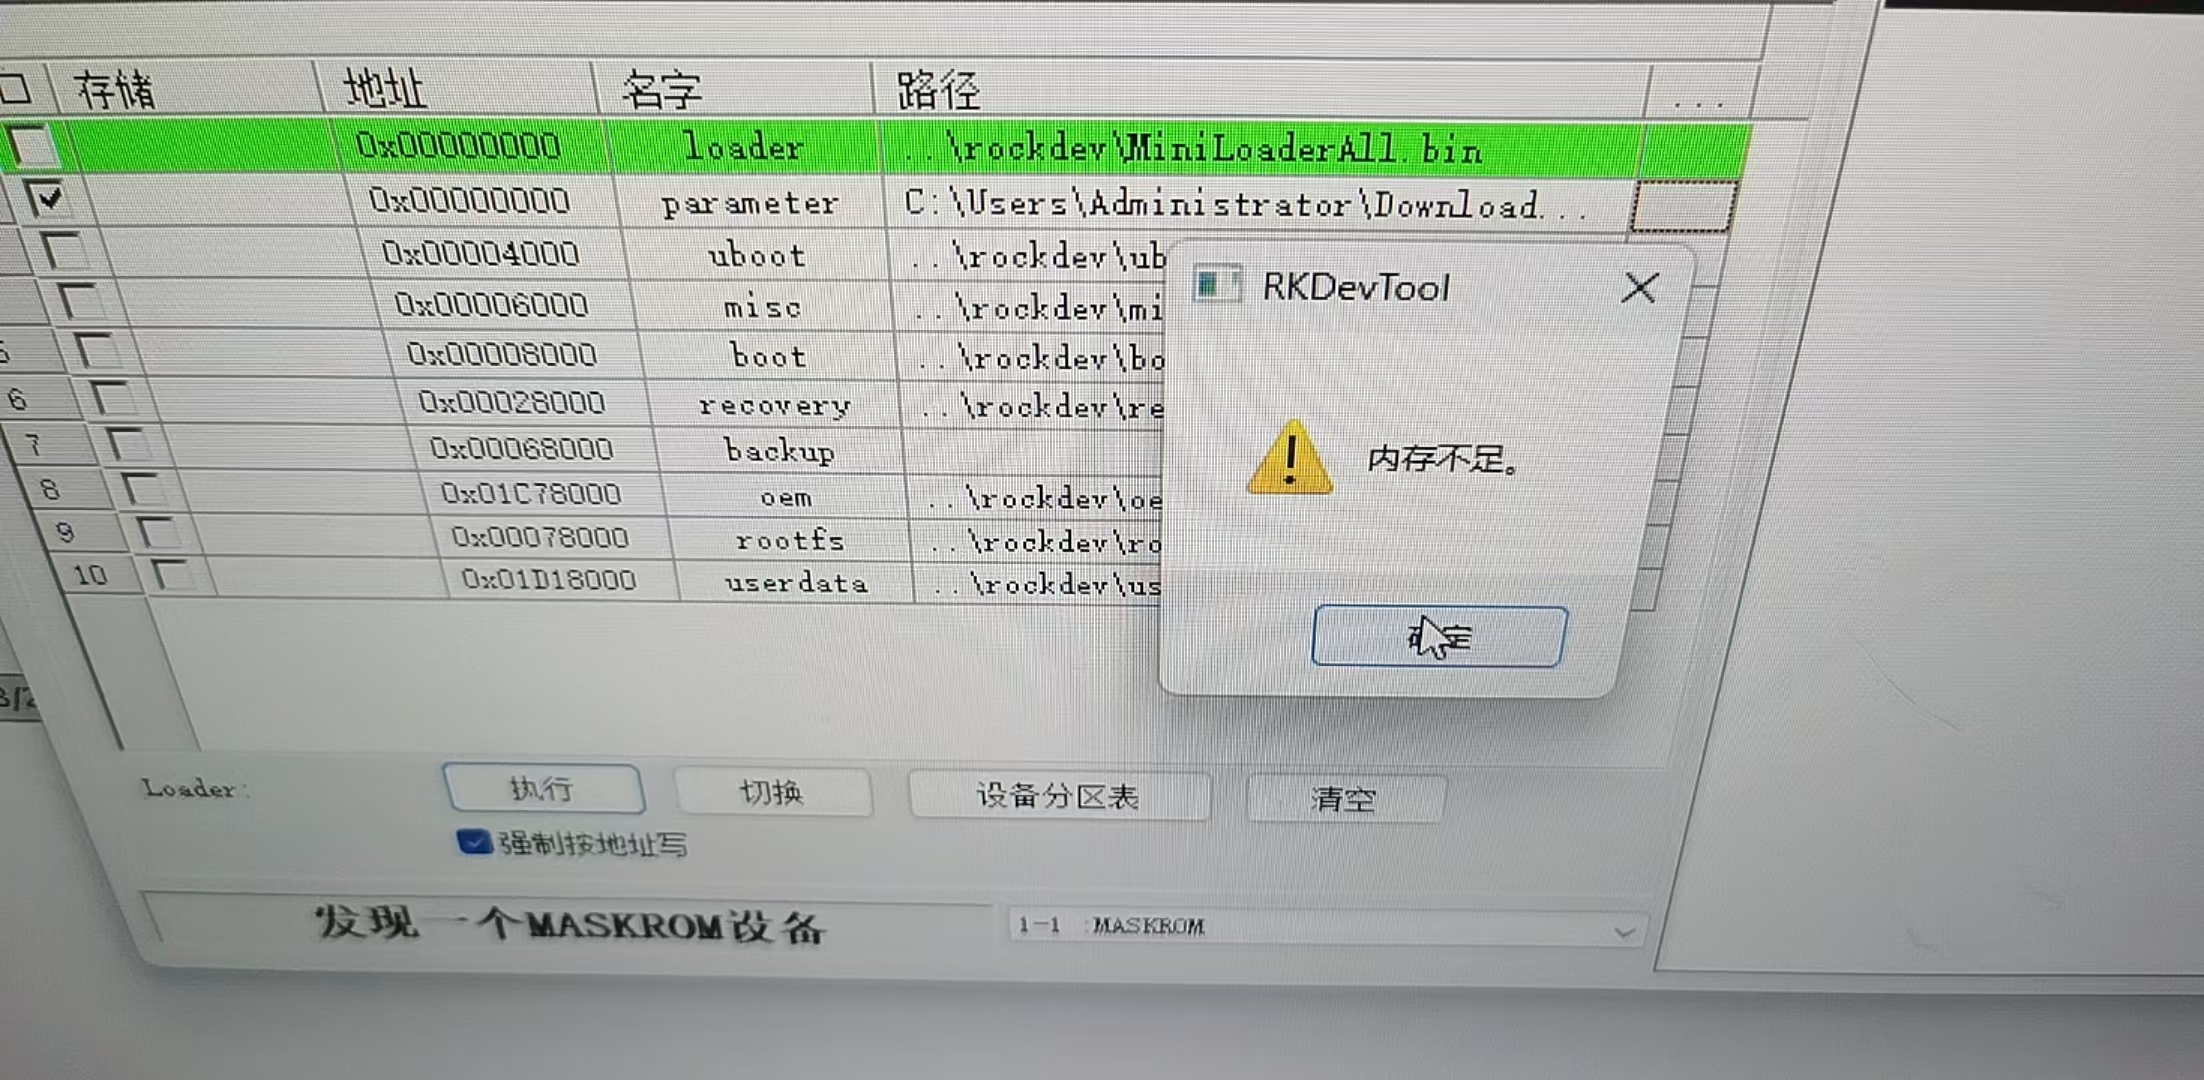 存储 地址 名字 路径 ...
0x00000000 loader ..\rockdev\MiniLoaderAll.bin
0x00000000 parameter C:\Users\Administrator\Download...
0x00004000 uboot ..\rockdev\ub
0x00006000 misc ..\rockdev\mi
0x00008000 boot ..\rockdev\bo
6 0x00028000 recovery ..\rockdev\re
7 0x00068000 backup
8 0x01C78000 oem ..\rockdev\oe
9 0x00078000 rootfs ..\rockdev\ro
10 0x01D18000 userdata ..\rockdev\us
RKDevTool
内存不足。
Loader: 执行 切换 设备分区表 清空
强制按地址写
发现一个MASKROM设备 1-1 :MASKROM